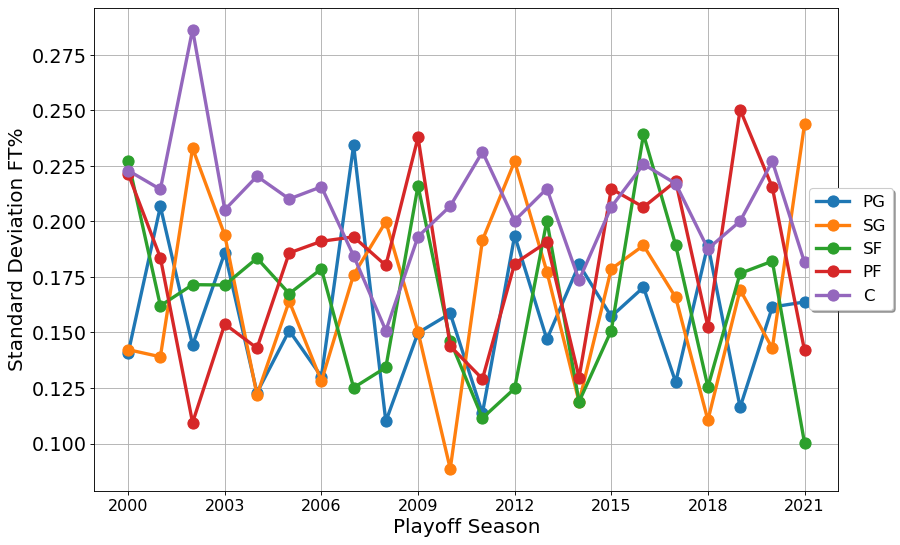 Standard Deviation FT%
0.275
0.250
0.225
0.200
0.175
0.150
0.125
0.100
2000 2003 2006 2009 2012 2015 2018 2021
Playoff Season
PG
SG
SF
PF
C